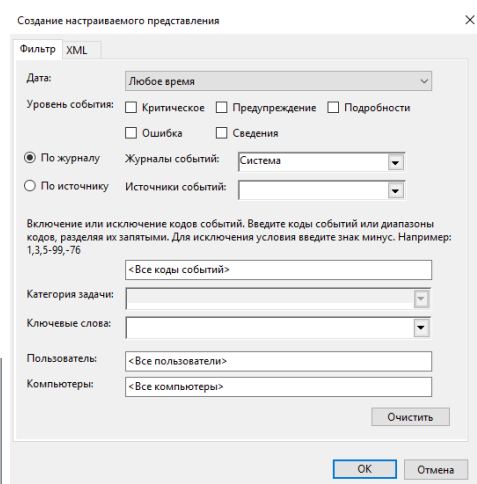 Создание настраиваемого представления
Фильтр XML
Дата: Любое время
Уровень события: Критическое Предупреждение Подробности
Ошибка Сведения
По журналу Журналы событий: Система
По источнику Источники событий:
Включение или исключение кодов событий. Введите коды событий или диапазоны
кодов, разделяя их запятыми. Для исключения условия введите знак минус. Например:
1,3,5-99,-76
<Все коды событий>
Категория задачи:
Ключевые слова:
Пользователь: <Все пользователи>
Компьютеры: <Все компьютеры>
Очистить
OK Отмена